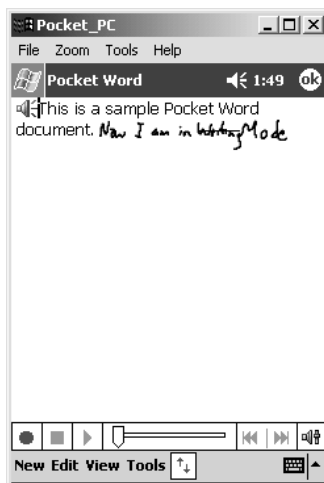 Pocket_PC
File Zoom Tools Help
Pocket Word 1:49 ok
This is a sample Pocket Word
document. Now I am in Writing Mode
New Edit View Tools